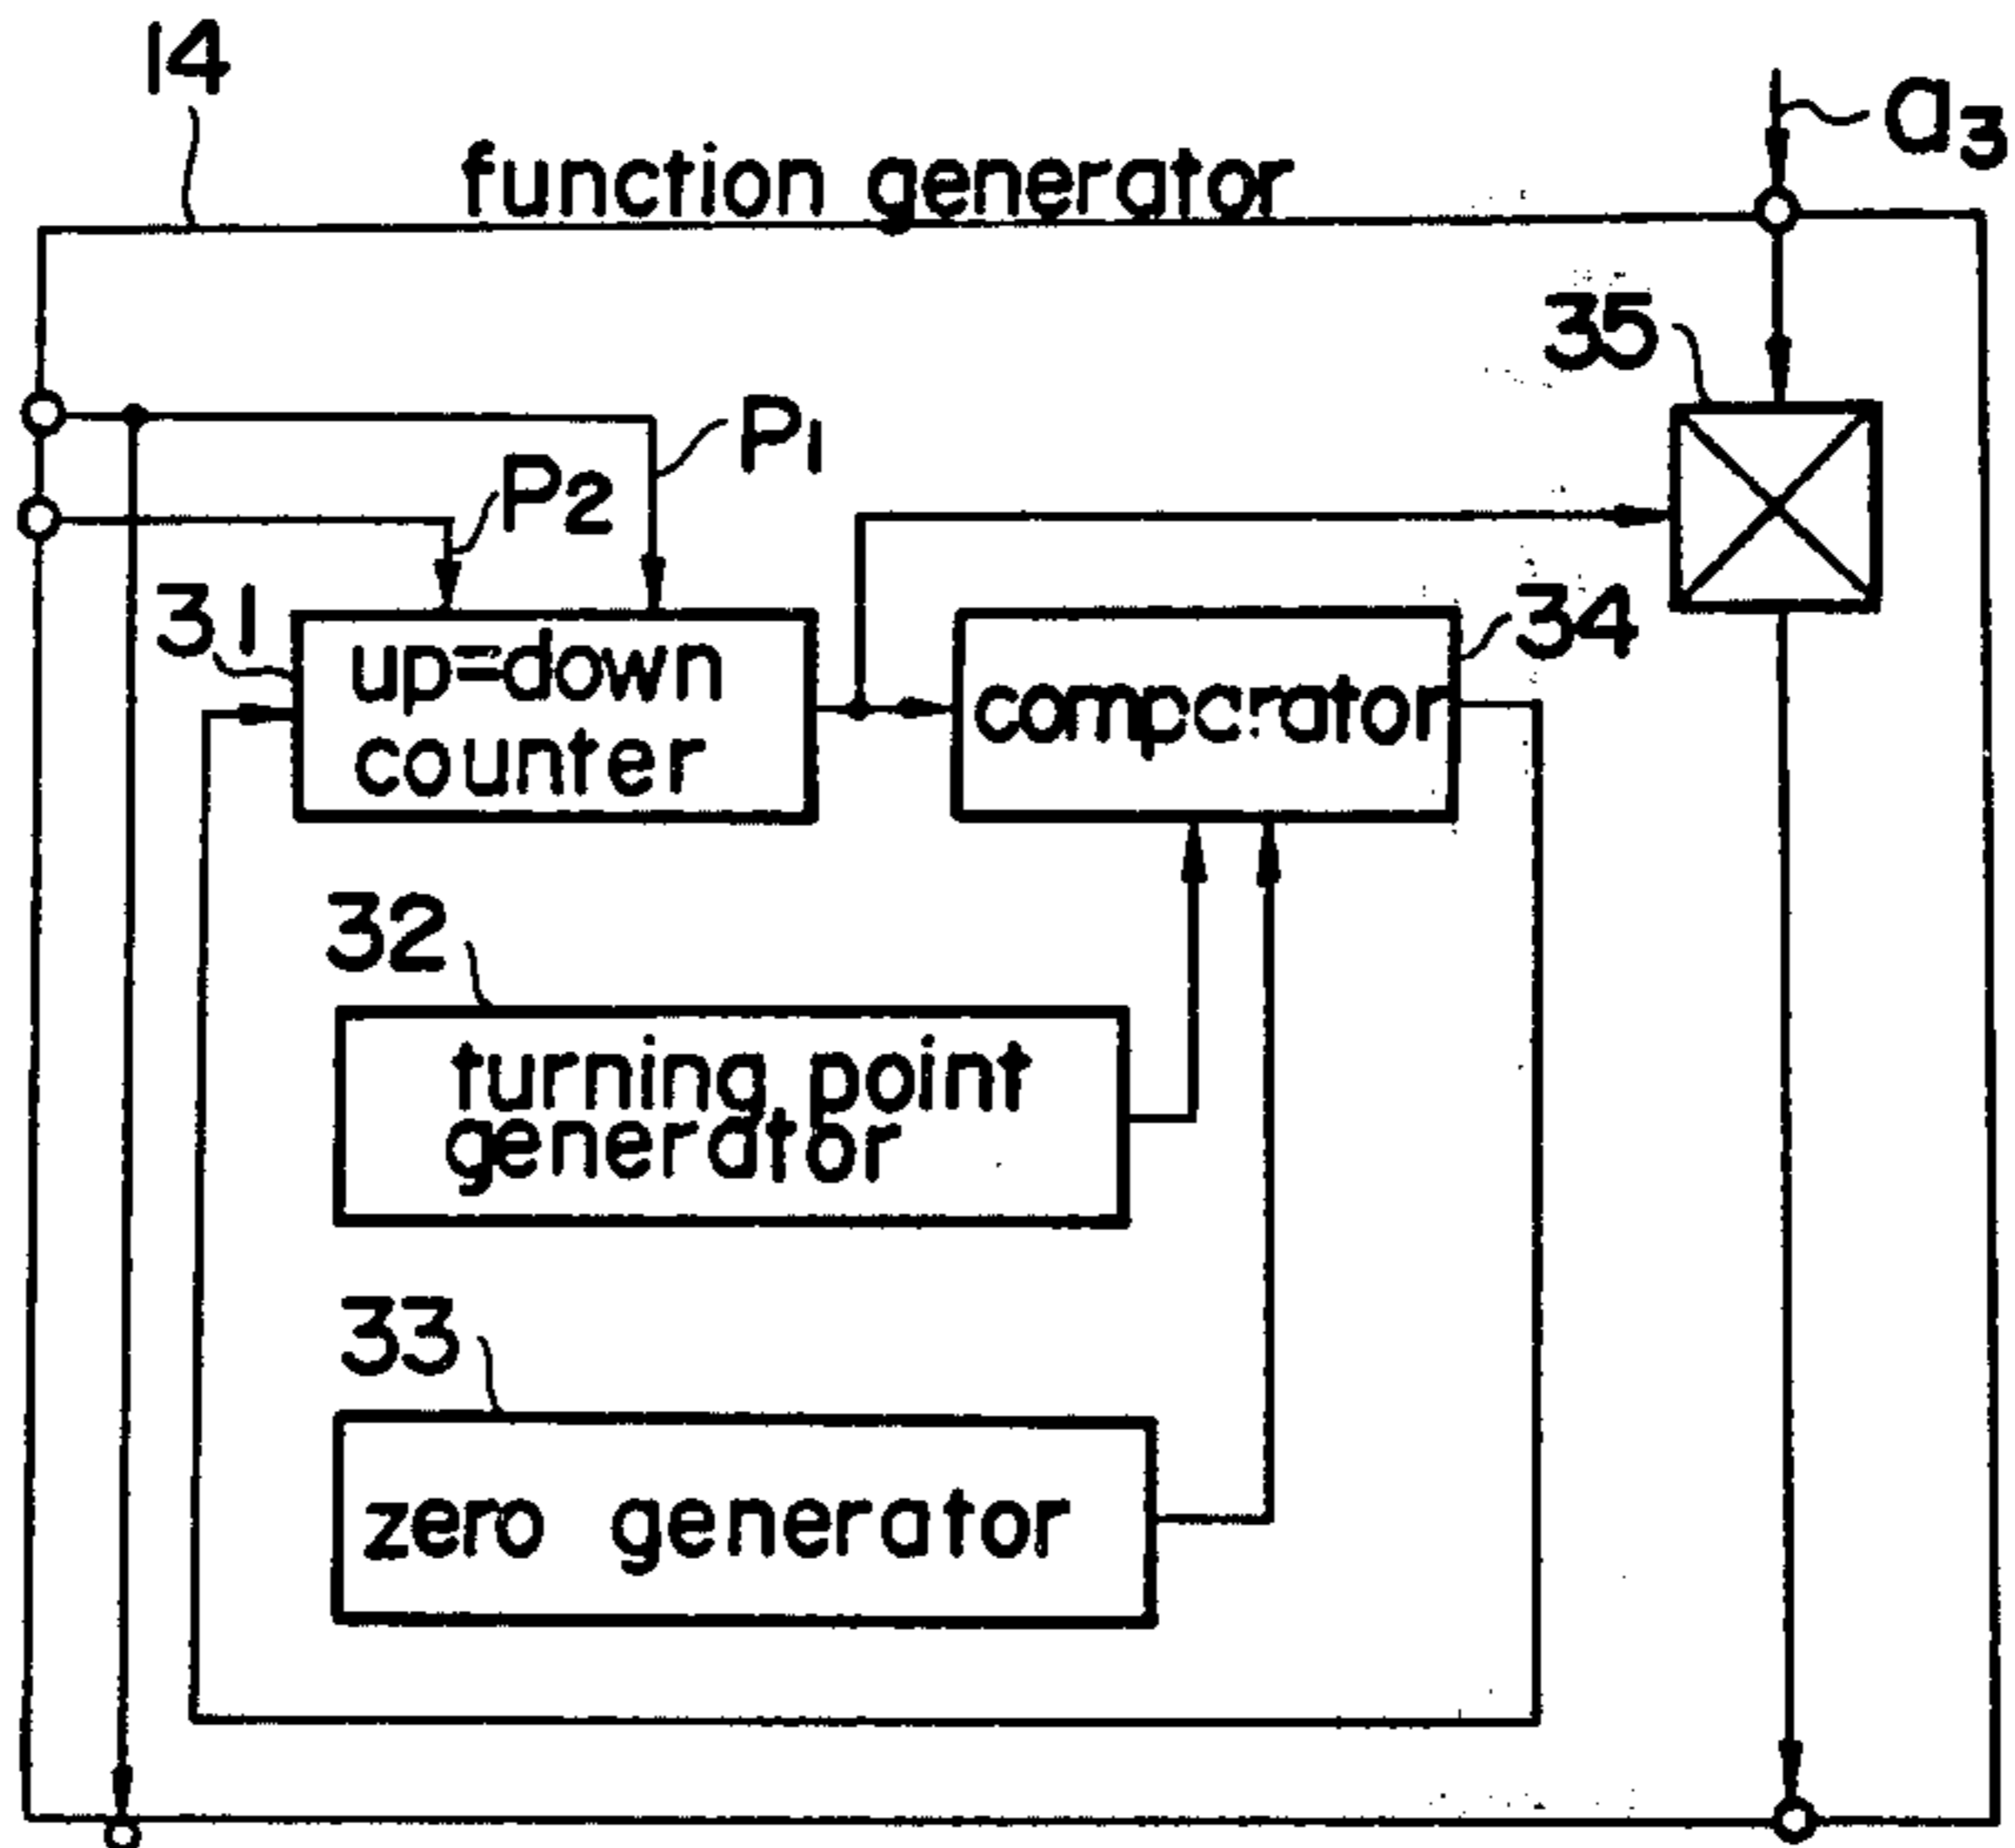 14
function generator
a3
35
P1
P2
31
up=down
counter
34
comparator
32
turning point
generator
33
zero generator